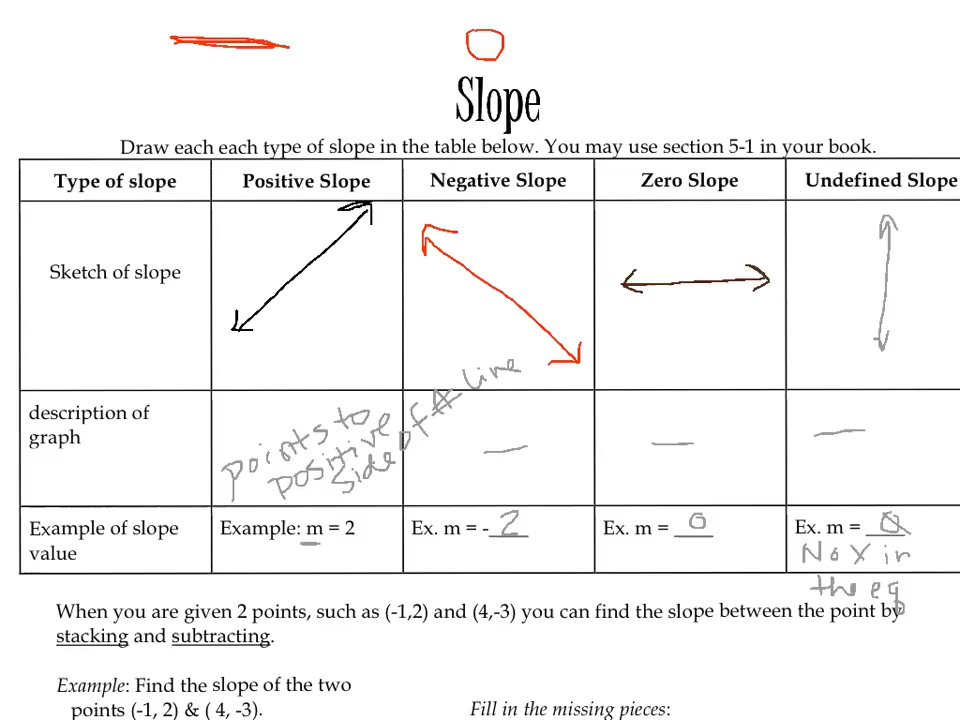 Slope
Draw each each type of slope in the table below. You may use section 5-1 in your book.
Type of slope
Positive Slope
Negative Slope
Zero Slope
Undefined Slope
Sketch of slope
description of
graph
points to
positive
side of # line
—
—
—
Example of slope
value
Example: m = 2
Ex. m = -2
Ex. m = 0
Ex. m = 0
No x in
the eq
When you are given 2 points, such as (-1,2) and (4,-3) you can find the slope between the point by
stacking and subtracting.
Example: Find the slope of the two
points (-1, 2) & ( 4, -3).
Fill in the missing pieces: